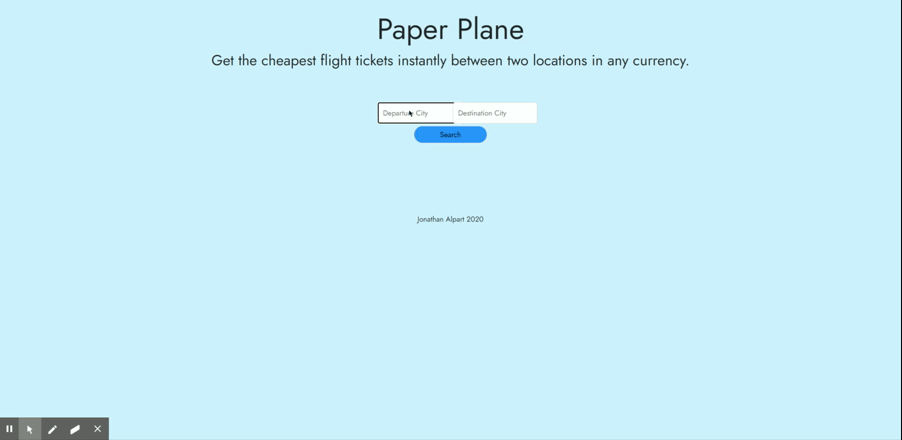 Paper Plane
Get the cheapest flight tickets instantly between two locations in any currency.
Departure City
Destination City
Search
Jonathan Alpart 2020